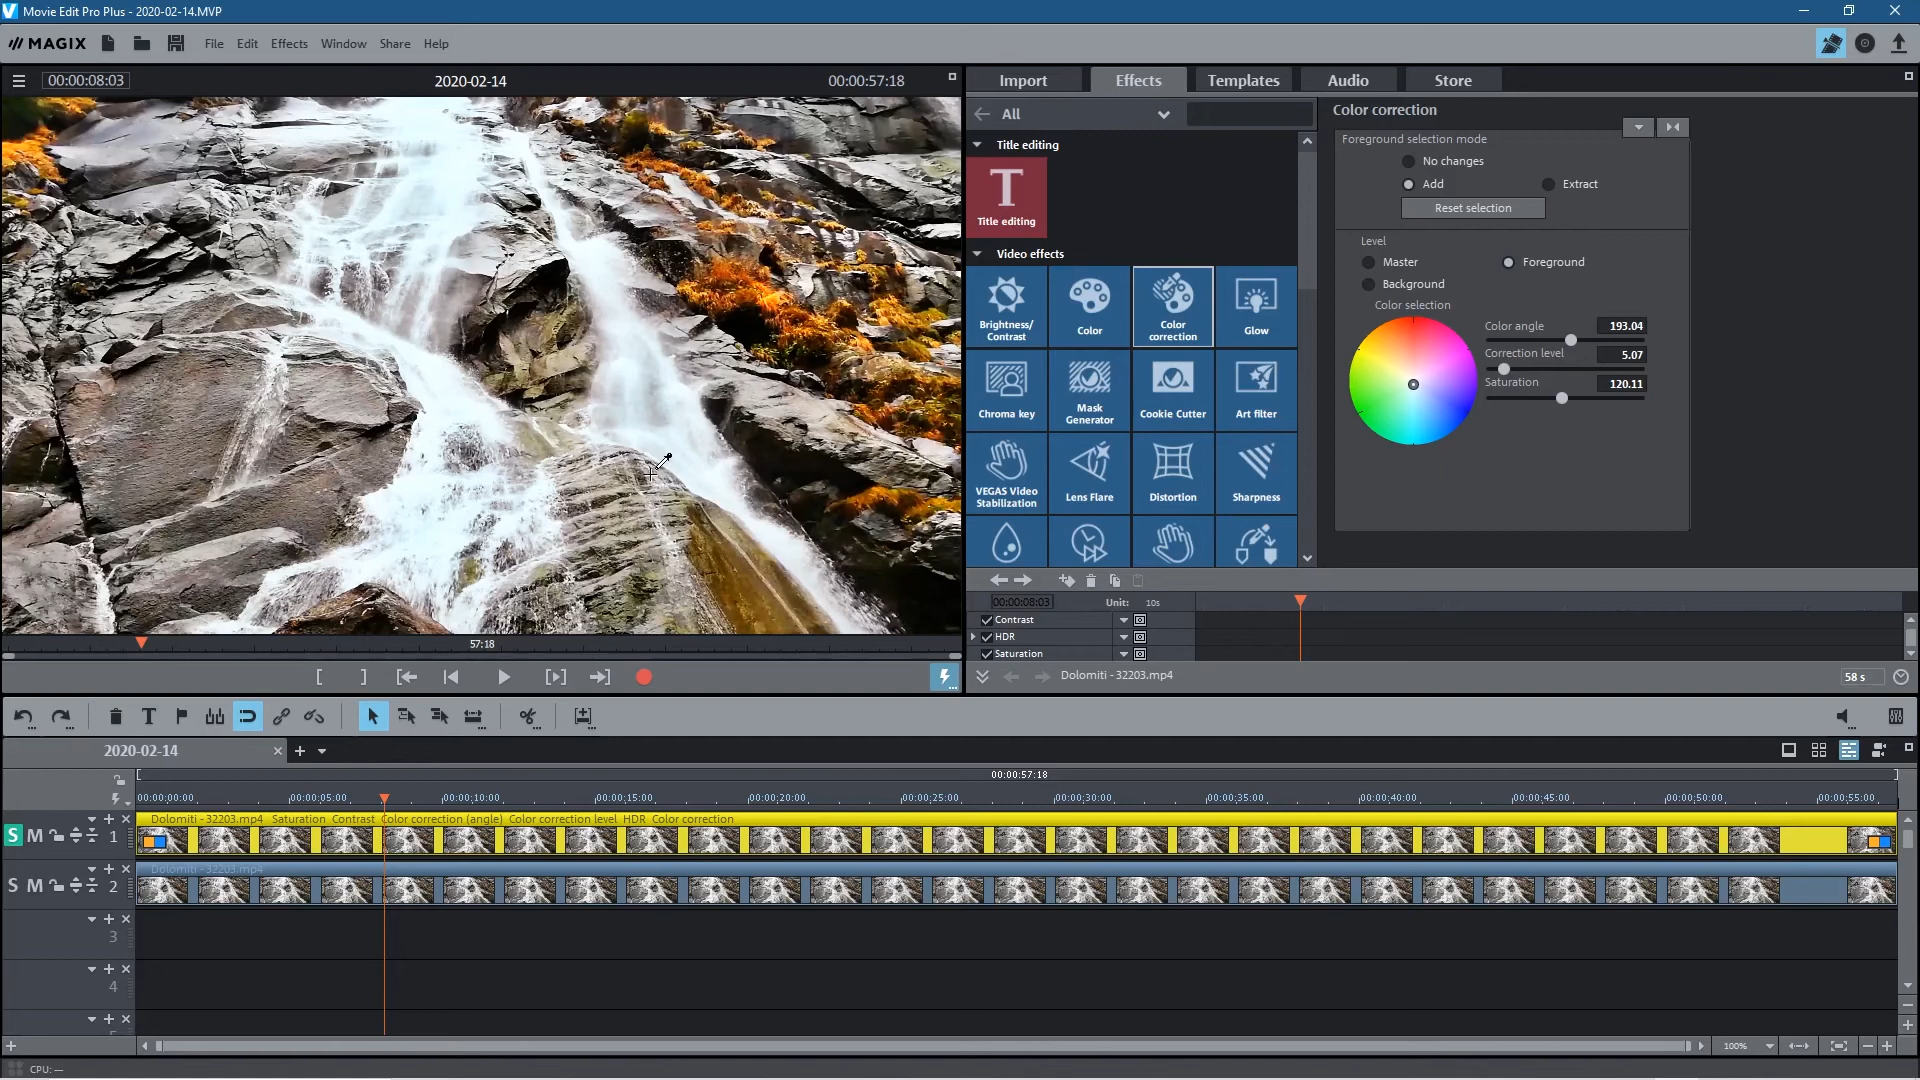 Movie Edit Pro Plus - 2020-02-14.MVP
MAGIX File Edit Effects Window Share Help
00:00:08:03 2020-02-14 00:00:57:18
Import Effects Templates Audio Store
All
Color correction
Foreground selection mode
No changes
Add Extract
Reset selection
Level
Master Foreground
Background
Color selection
Color angle 193.04
Correction level 5.07
Saturation 120.11
Title editing
T
Title editing
Video effects
Brightness/
Contrast
Color
Color
correction
Glow
Chroma key
Mask
Generator
Cookie Cutter
Art filter
VEGAS Video
Stabilization
Lens Flare
Distortion
Sharpness
00:00:08:03 Unit: 10s
Contrast
HDR
Saturation
Dolomiti - 32203.mp4 58 s
57:18
2020-02-14
00:00:57:18
00:00:00:00 00:00:05:00 00:00:10:00 00:00:15:00 00:00:20:00 00:00:25:00 00:00:30:00 00:00:35:00 00:00:40:00 00:00:45:00 00:00:50:00 00:00:55:00
Dolomiti - 32203.mp4 Saturation Contrast Color correction (angle) Color correction level HDR Color correction
S M 1
Dolomiti - 32203.mp4
S M 2
3
4
100%
CPU: —